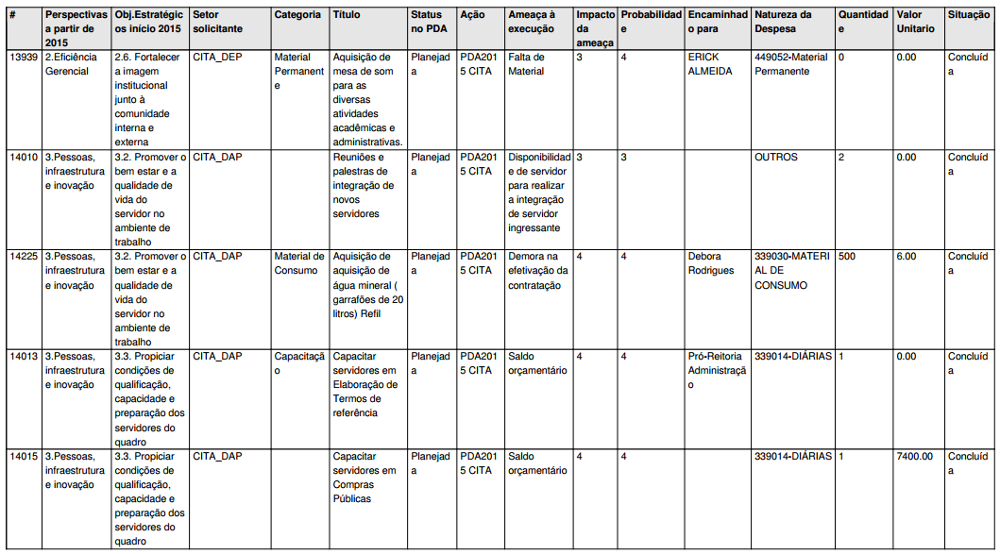 # Perspectivas a partir de 2015 Obj.Estratégicos início 2015 Setor solicitante Categoria Título Status no PDA Ação Ameaça à execução Impacto da ameaça Probabilidade Encaminhado para Natureza da Despesa Quantidade Valor Unitario Situação
13939 2.Eficiência Gerencial 2.6. Fortalecer a imagem institucional junto à comunidade interna e externa CITA_DEP Material Permanente Aquisição de mesa de som para as diversas atividades acadêmicas e administrativas. Planejada PDA2015 CITA Falta de Material 3 4 ERICK ALMEIDA 449052-Material Permanente 0 0.00 Concluída
14010 3.Pessoas, infraestrutura e inovação 3.2. Promover o bem estar e a qualidade de vida do servidor no ambiente de trabalho CITA_DAP Reuniões e palestras de integração de novos servidores Planejada PDA2015 CITA Disponibilidade de servidor para realizar a integração de servidor ingressante 3 3 OUTROS 2 0.00 Concluída
14225 3.Pessoas, infraestrutura e inovação 3.2. Promover o bem estar e a qualidade de vida do servidor no ambiente de trabalho CITA_DAP Material de Consumo Aquisição de aquisição de água mineral ( garrafões de 20 litros) Refil Planejada PDA2015 CITA Demora na efetivação da contratação 4 4 Debora Rodrigues 339030-MATERIAL DE CONSUMO 500 6.00 Concluída
14013 3.Pessoas, infraestrutura e inovação 3.3. Propiciar condições de qualificação, capacidade e preparação dos servidores do quadro CITA_DAP Capacitação Capacitar servidores em Elaboração de Termos de referência Planejada PDA2015 CITA Saldo orçamentário 4 4 Pró-Reitoria Administração 339014-DIÁRIAS 1 0.00 Concluída
14015 3.Pessoas, infraestrutura e inovação 3.3. Propiciar condições de qualificação, capacidade e preparação dos servidores do quadro CITA_DAP Capacitar servidores em Compras Públicas Planejada PDA2015 CITA Saldo orçamentário 4 4 339014-DIÁRIAS 1 7400.00 Concluída